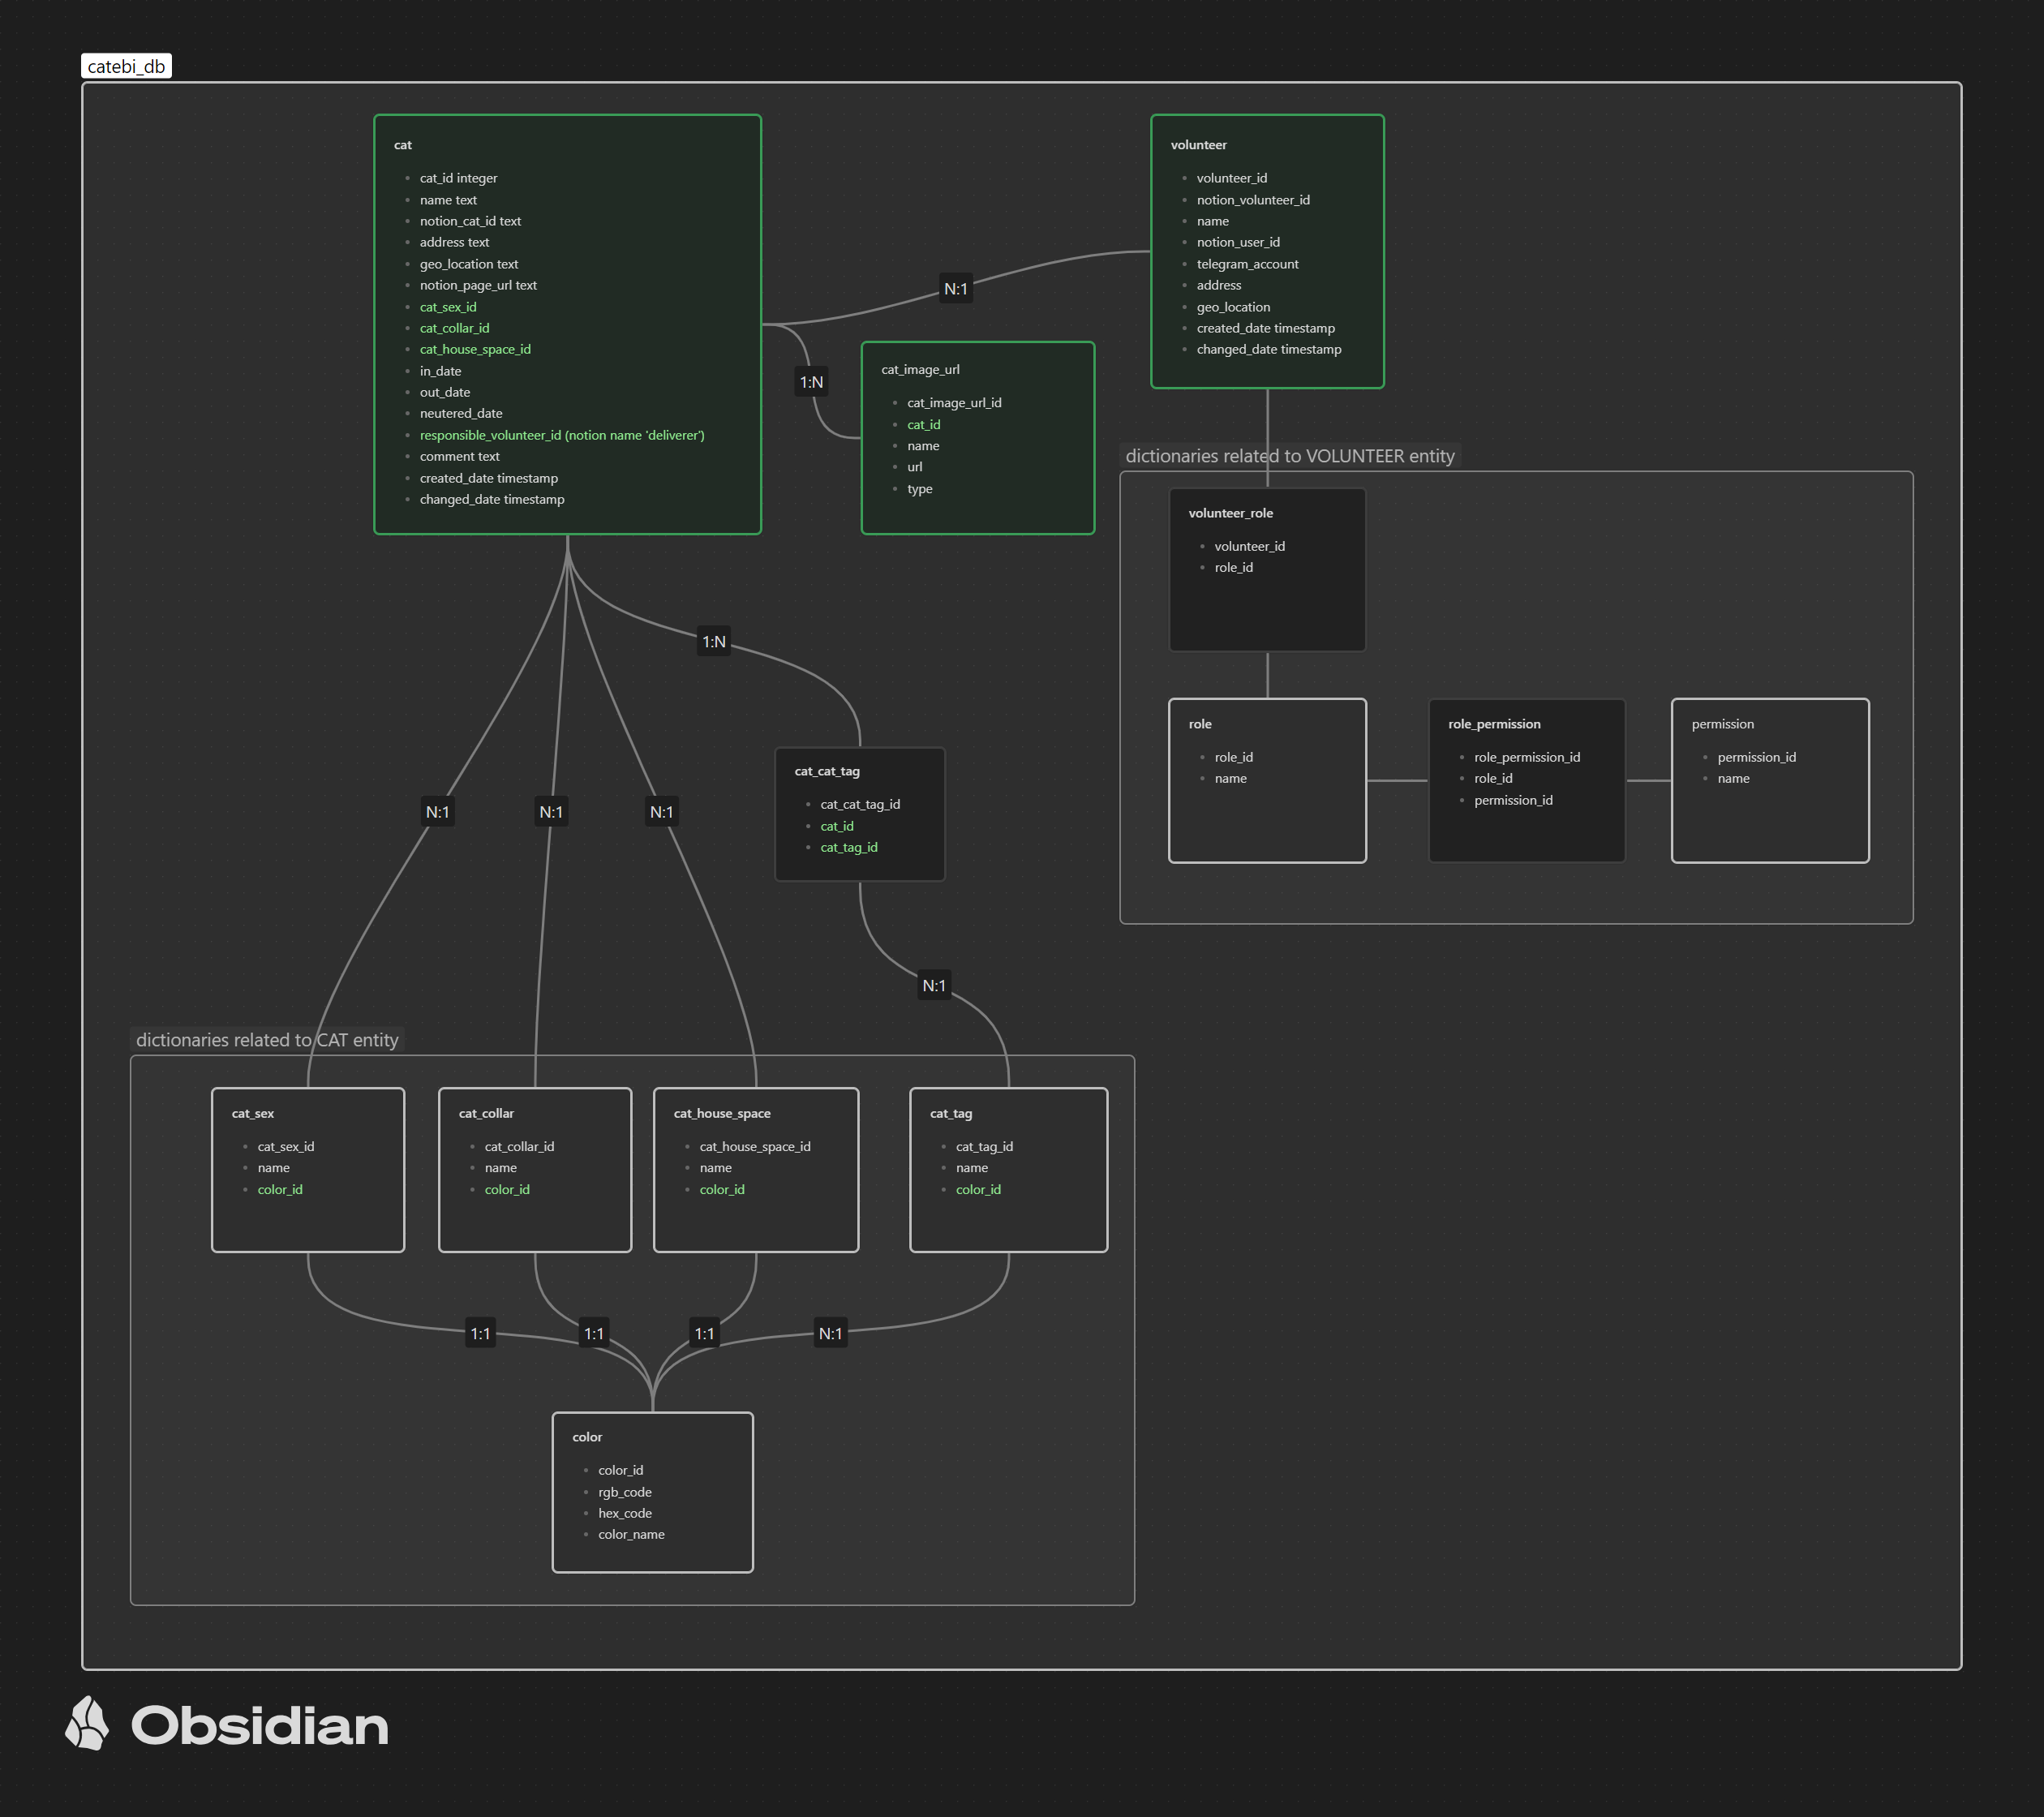 catebi_db
cat
cat_id integer
name text
notion_cat_id text
address text
geo_location text
notion_page_url text
cat_sex_id
cat_collar_id
cat_house_space_id
in_date
out_date
neutered_date
responsible_volunteer_id (notion name 'deliverer')
comment text
created_date timestamp
changed_date timestamp
N:1
1:N
cat_image_url
cat_image_url_id
cat_id
name
url
type
volunteer
volunteer_id
notion_volunteer_id
name
notion_user_id
telegram_account
address
geo_location
created_date timestamp
changed_date timestamp
dictionaries related to VOLUNTEER entity
volunteer_role
volunteer_id
role_id
role
role_id
name
role_permission
role_permission_id
role_id
permission_id
permission
permission_id
name
1:N
N:1
N:1
N:1
cat_cat_tag
cat_cat_tag_id
cat_id
cat_tag_id
N:1
dictionaries related to CAT entity
cat_sex
cat_sex_id
name
color_id
cat_collar
cat_collar_id
name
color_id
cat_house_space
cat_house_space_id
name
color_id
cat_tag
cat_tag_id
name
color_id
1:1
1:1
1:1
N:1
color
color_id
rgb_code
hex_code
color_name
Obsidian